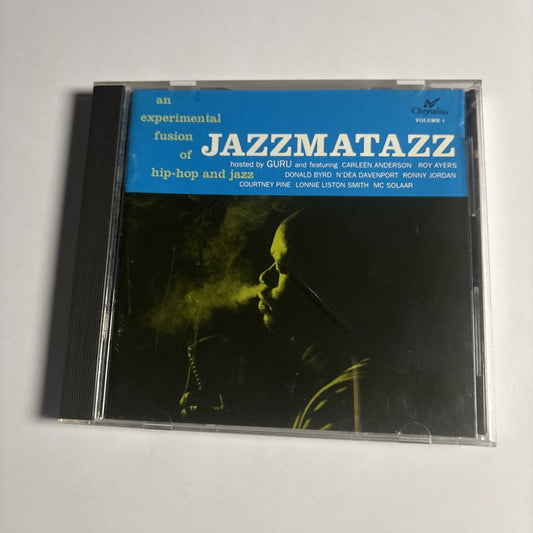 an
experimental
fusion
of
hip-hop and jazz
Chrysalis
VOLUME 1
JAZZMATAZZ
hosted by GURU and featuring CARLEEN ANDERSON ROY AYERS
DONALD BYRD N'DEA DAVENPORT RONNY JORDAN
COURTNEY PINE LONNIE LISTON SMITH MC SOLAAR